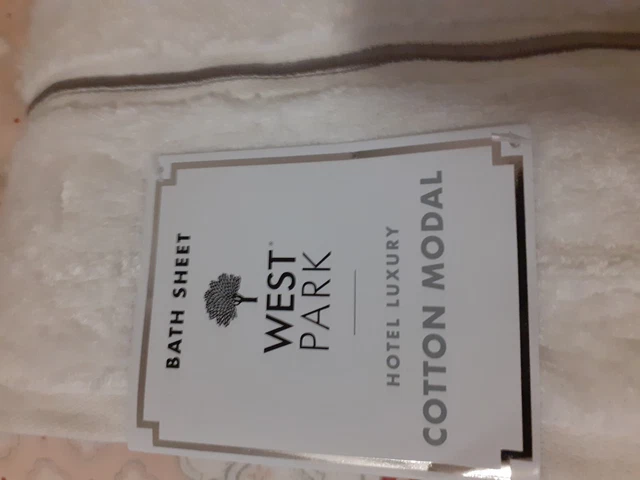 BATH SHEET
WEST
PARK
HOTEL LUXURY
COTTON MODAL